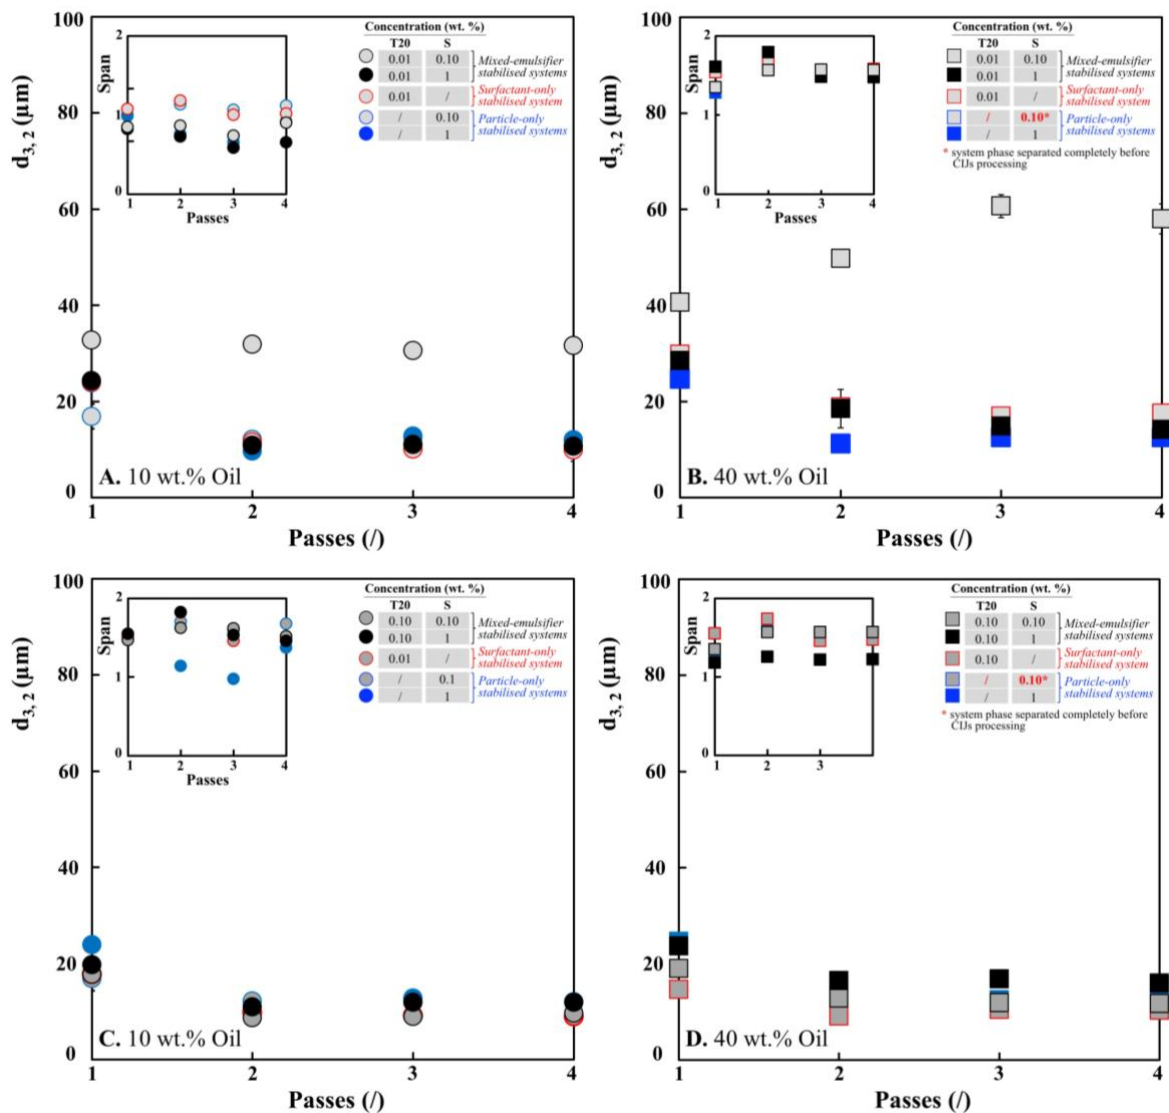 100
80
60
40
20
0
d3, 2 (µm)
1
2
3
4
Passes (/)
A. 10 wt.% Oil
2
1
0
Span
1
2
3
4
Passes
Concentration (wt. %)
T20 S
0.01 0.10 Mixed-emulsifier
0.01 1 stabilised systems
0.01 / Surfactant-only
stabilised system
/ 0.10 Particle-only
/ 1 stabilised systems
100
80
60
40
20
0
d3, 2 (µm)
1
2
3
4
Passes (/)
B. 40 wt.% Oil
2
1
0
Span
1
2
3
4
Passes
Concentration (wt. %)
T20 S
0.01 0.10 Mixed-emulsifier
0.01 1 stabilised systems
0.01 / Surfactant-only
stabilised system
/ 0.10* Particle-only
/ 1 stabilised systems
* system phase separated completely before
CIJs processing
100
80
60
40
20
0
d3, 2 (µm)
1
2
3
4
Passes (/)
C. 10 wt.% Oil
2
1
0
Span
1
2
3
4
Passes
Concentration (wt. %)
T20 S
0.10 0.10 Mixed-emulsifier
0.10 1 stabilised systems
0.01 / Surfactant-only
stabilised system
/ 0.1 Particle-only
/ 1 stabilised systems
100
80
60
40
20
0
d3, 2 (µm)
1
2
3
4
Passes (/)
D. 40 wt.% Oil
2
1
0
Span
1
2
3
Passes
Concentration (wt. %)
T20 S
0.10 0.10 Mixed-emulsifier
0.10 1 stabilised systems
0.10 / Surfactant-only
stabilised system
/ 0.10* Particle-only
/ 1 stabilised systems
* system phase separated completely before
CIJs processing